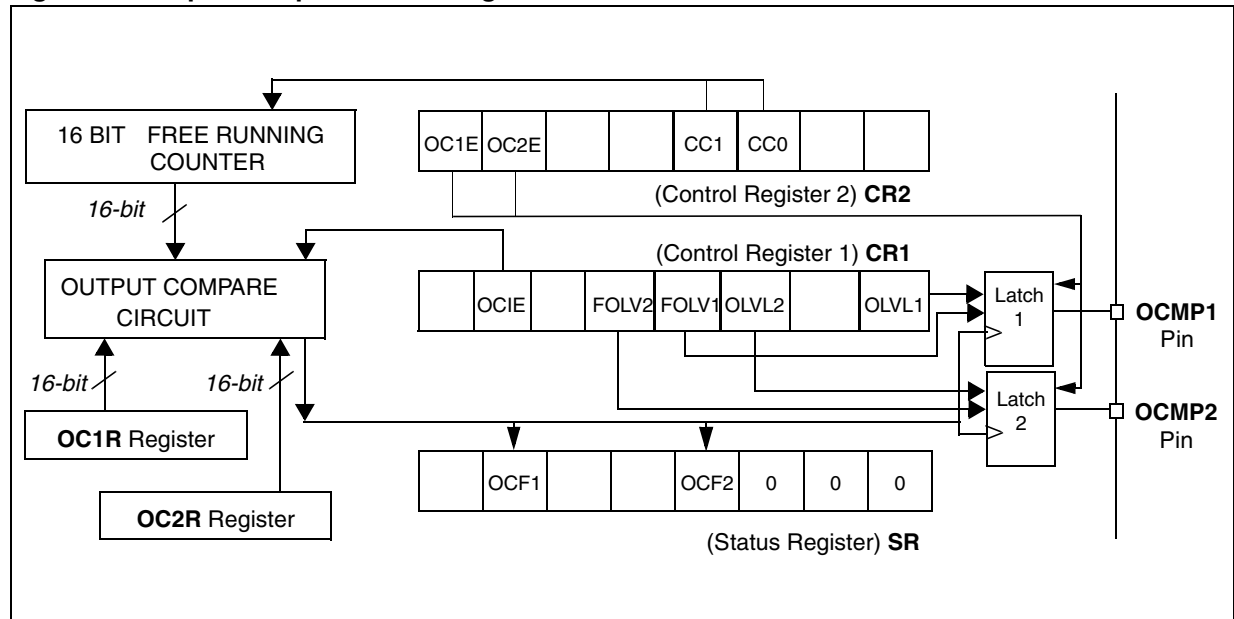 16 BIT FREE RUNNING
COUNTER
OC1E OC2E CC1 CC0
(Control Register 2) CR2
16-bit
(Control Register 1) CR1
OUTPUT COMPARE
CIRCUIT
OCIE FOLV2 FOLV1 OLVL2 OLVL1
Latch
1
OCMP1
Pin
16-bit
16-bit
Latch
2
OCMP2
Pin
OC1R Register
OCF1 OCF2 0 0 0
OC2R Register
(Status Register) SR